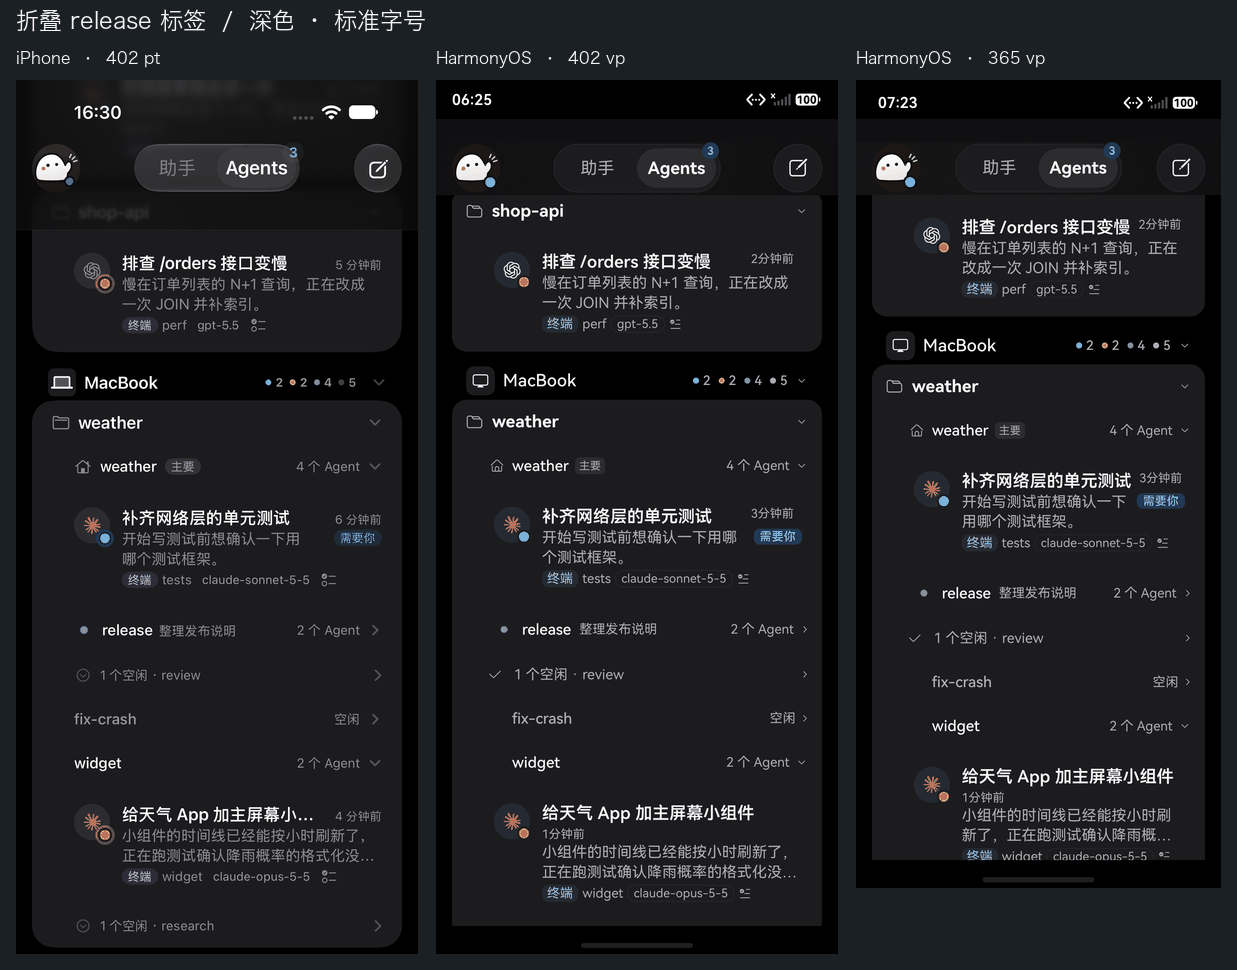 折叠 release 标签 / 深色 · 标准字号
iPhone · 402 pt
16:30
助手
Agents
3
shop-api
排查 /orders 接口变慢
5 分钟前
慢在订单列表的 N+1 查询，正在改成
一次 JOIN 并补索引。
终端 perf gpt-5.5
MacBook
2 2 4 5
weather
weather 主要
4 个 Agent
补齐网络层的单元测试
6 分钟前
开始写测试前想确认一下用
需要你
哪个测试框架。
终端 tests claude-sonnet-5-5
release 整理发布说明
2 个 Agent
1 个空闲 · review
fix-crash
空闲
widget
2 个 Agent
给天气 App 加主屏幕小…
4 分钟前
小组件的时间线已经能按小时刷新了，
正在跑测试确认降雨概率的格式化没…
终端 widget claude-opus-5-5
1 个空闲 · research
HarmonyOS · 402 vp
06:25
100
助手
Agents
3
shop-api
排查 /orders 接口变慢
2分钟前
慢在订单列表的 N+1 查询，正在改成
一次 JOIN 并补索引。
终端 perf gpt-5.5
MacBook
2 2 4 5
weather
weather 主要
4 个 Agent
补齐网络层的单元测试
3分钟前
开始写测试前想确认一下用哪
需要你
个测试框架。
终端 tests claude-sonnet-5-5
release 整理发布说明
2 个 Agent
1 个空闲 · review
fix-crash
空闲
widget
2 个 Agent
给天气 App 加主屏幕小组件
1分钟前
小组件的时间线已经能按小时刷新了，
正在跑测试确认降雨概率的格式化没…
终端 widget claude-opus-5-5
HarmonyOS · 365 vp
07:23
100
助手
Agents
3
排查 /orders 接口变慢
2分钟前
慢在订单列表的 N+1 查询，正在
改成一次 JOIN 并补索引。
终端 perf gpt-5.5
MacBook
2 2 4 5
weather
weather 主要
4 个 Agent
补齐网络层的单元测试
3分钟前
开始写测试前想确认一下
需要你
用哪个测试框架。
终端 tests claude-sonnet-5-5
release 整理发布说明
2 个 Agent
1 个空闲 · review
fix-crash
空闲
widget
2 个 Agent
给天气 App 加主屏幕小组件
1分钟前
小组件的时间线已经能按小时刷
新了，正在跑测试确认降雨概…
终端 widget claude-opus-5-5